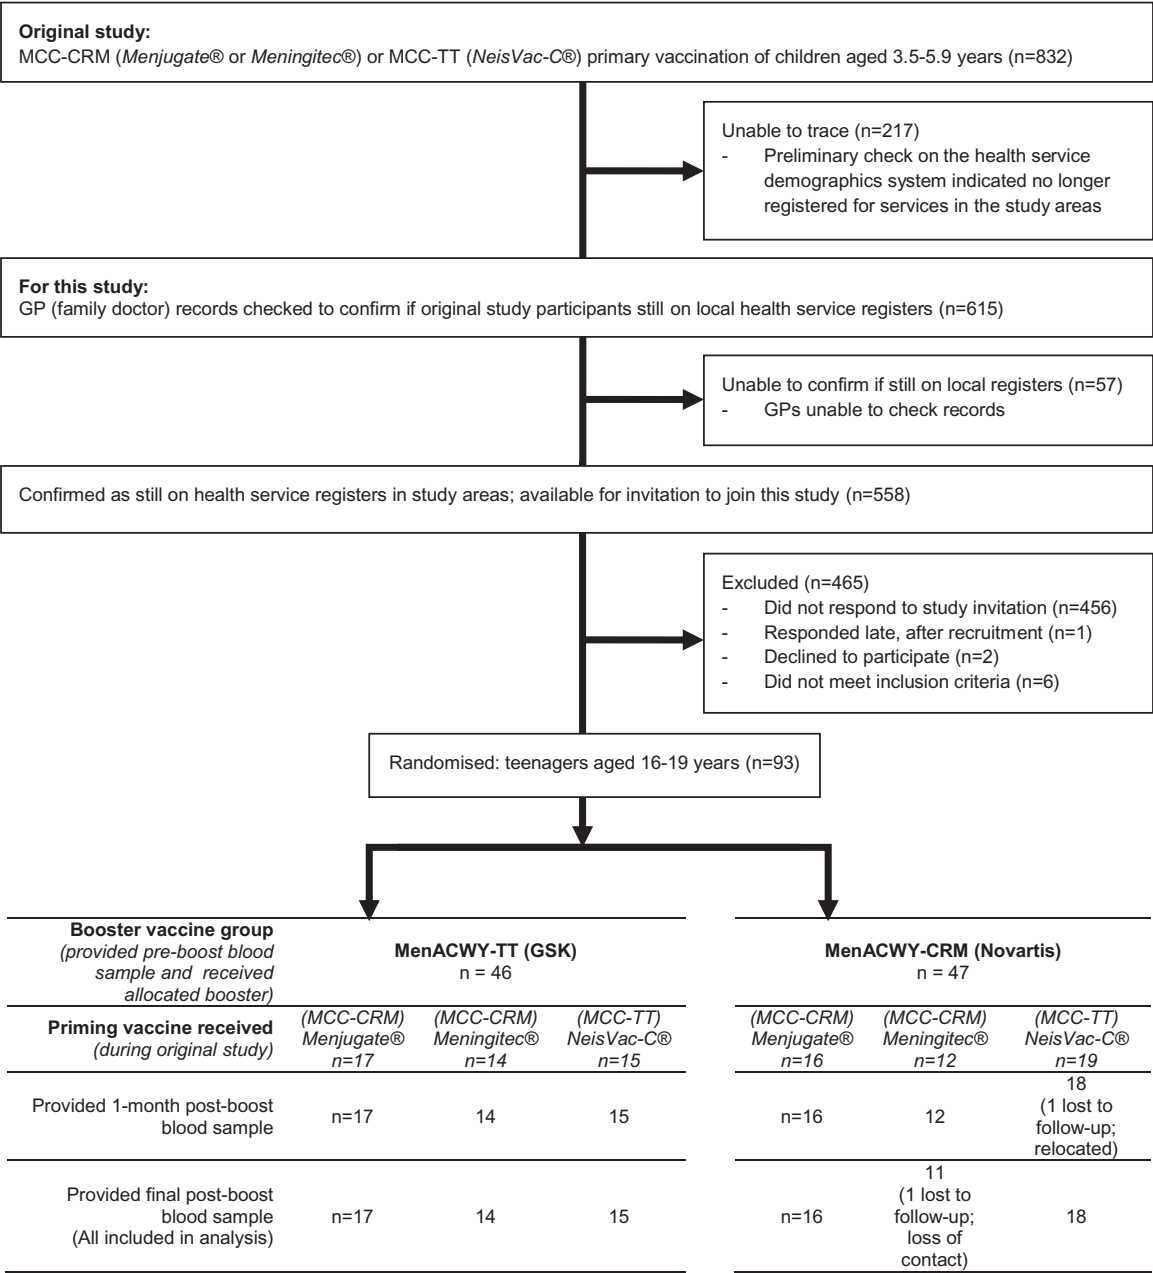 Original study:
MCC-CRM (Menjugate® or Meningitec®) or MCC-TT (NeisVac-C®) primary vaccination of children aged 3.5-5.9 years (n=832)
Unable to trace (n=217)
- Preliminary check on the health service
demographics system indicated no longer
registered for services in the study areas
For this study:
GP (family doctor) records checked to confirm if original study participants still on local health service registers (n=615)
Unable to confirm if still on local registers (n=57)
- GPs unable to check records
Confirmed as still on health service registers in study areas; available for invitation to join this study (n=558)
Excluded (n=465)
- Did not respond to study invitation (n=456)
- Responded late, after recruitment (n=1)
- Declined to participate (n=2)
- Did not meet inclusion criteria (n=6)
Randomised: teenagers aged 16-19 years (n=93)
Booster vaccine group
(provided pre-boost blood
sample and received
allocated booster)
MenACWY-TT (GSK)
n = 46
MenACWY-CRM (Novartis)
n = 47
Priming vaccine received
(during original study)
(MCC-CRM)
Menjugate®
n=17
(MCC-CRM)
Meningitec®
n=14
(MCC-TT)
NeisVac-C®
n=15
(MCC-CRM)
Menjugate®
n=16
(MCC-CRM)
Meningitec®
n=12
(MCC-TT)
NeisVac-C®
n=19
Provided 1-month post-boost
blood sample
n=17
14
15
n=16
12
18
(1 lost to
follow-up;
relocated)
Provided final post-boost
blood sample
(All included in analysis)
n=17
14
15
n=16
11
(1 lost to
follow-up;
loss of
contact)
18